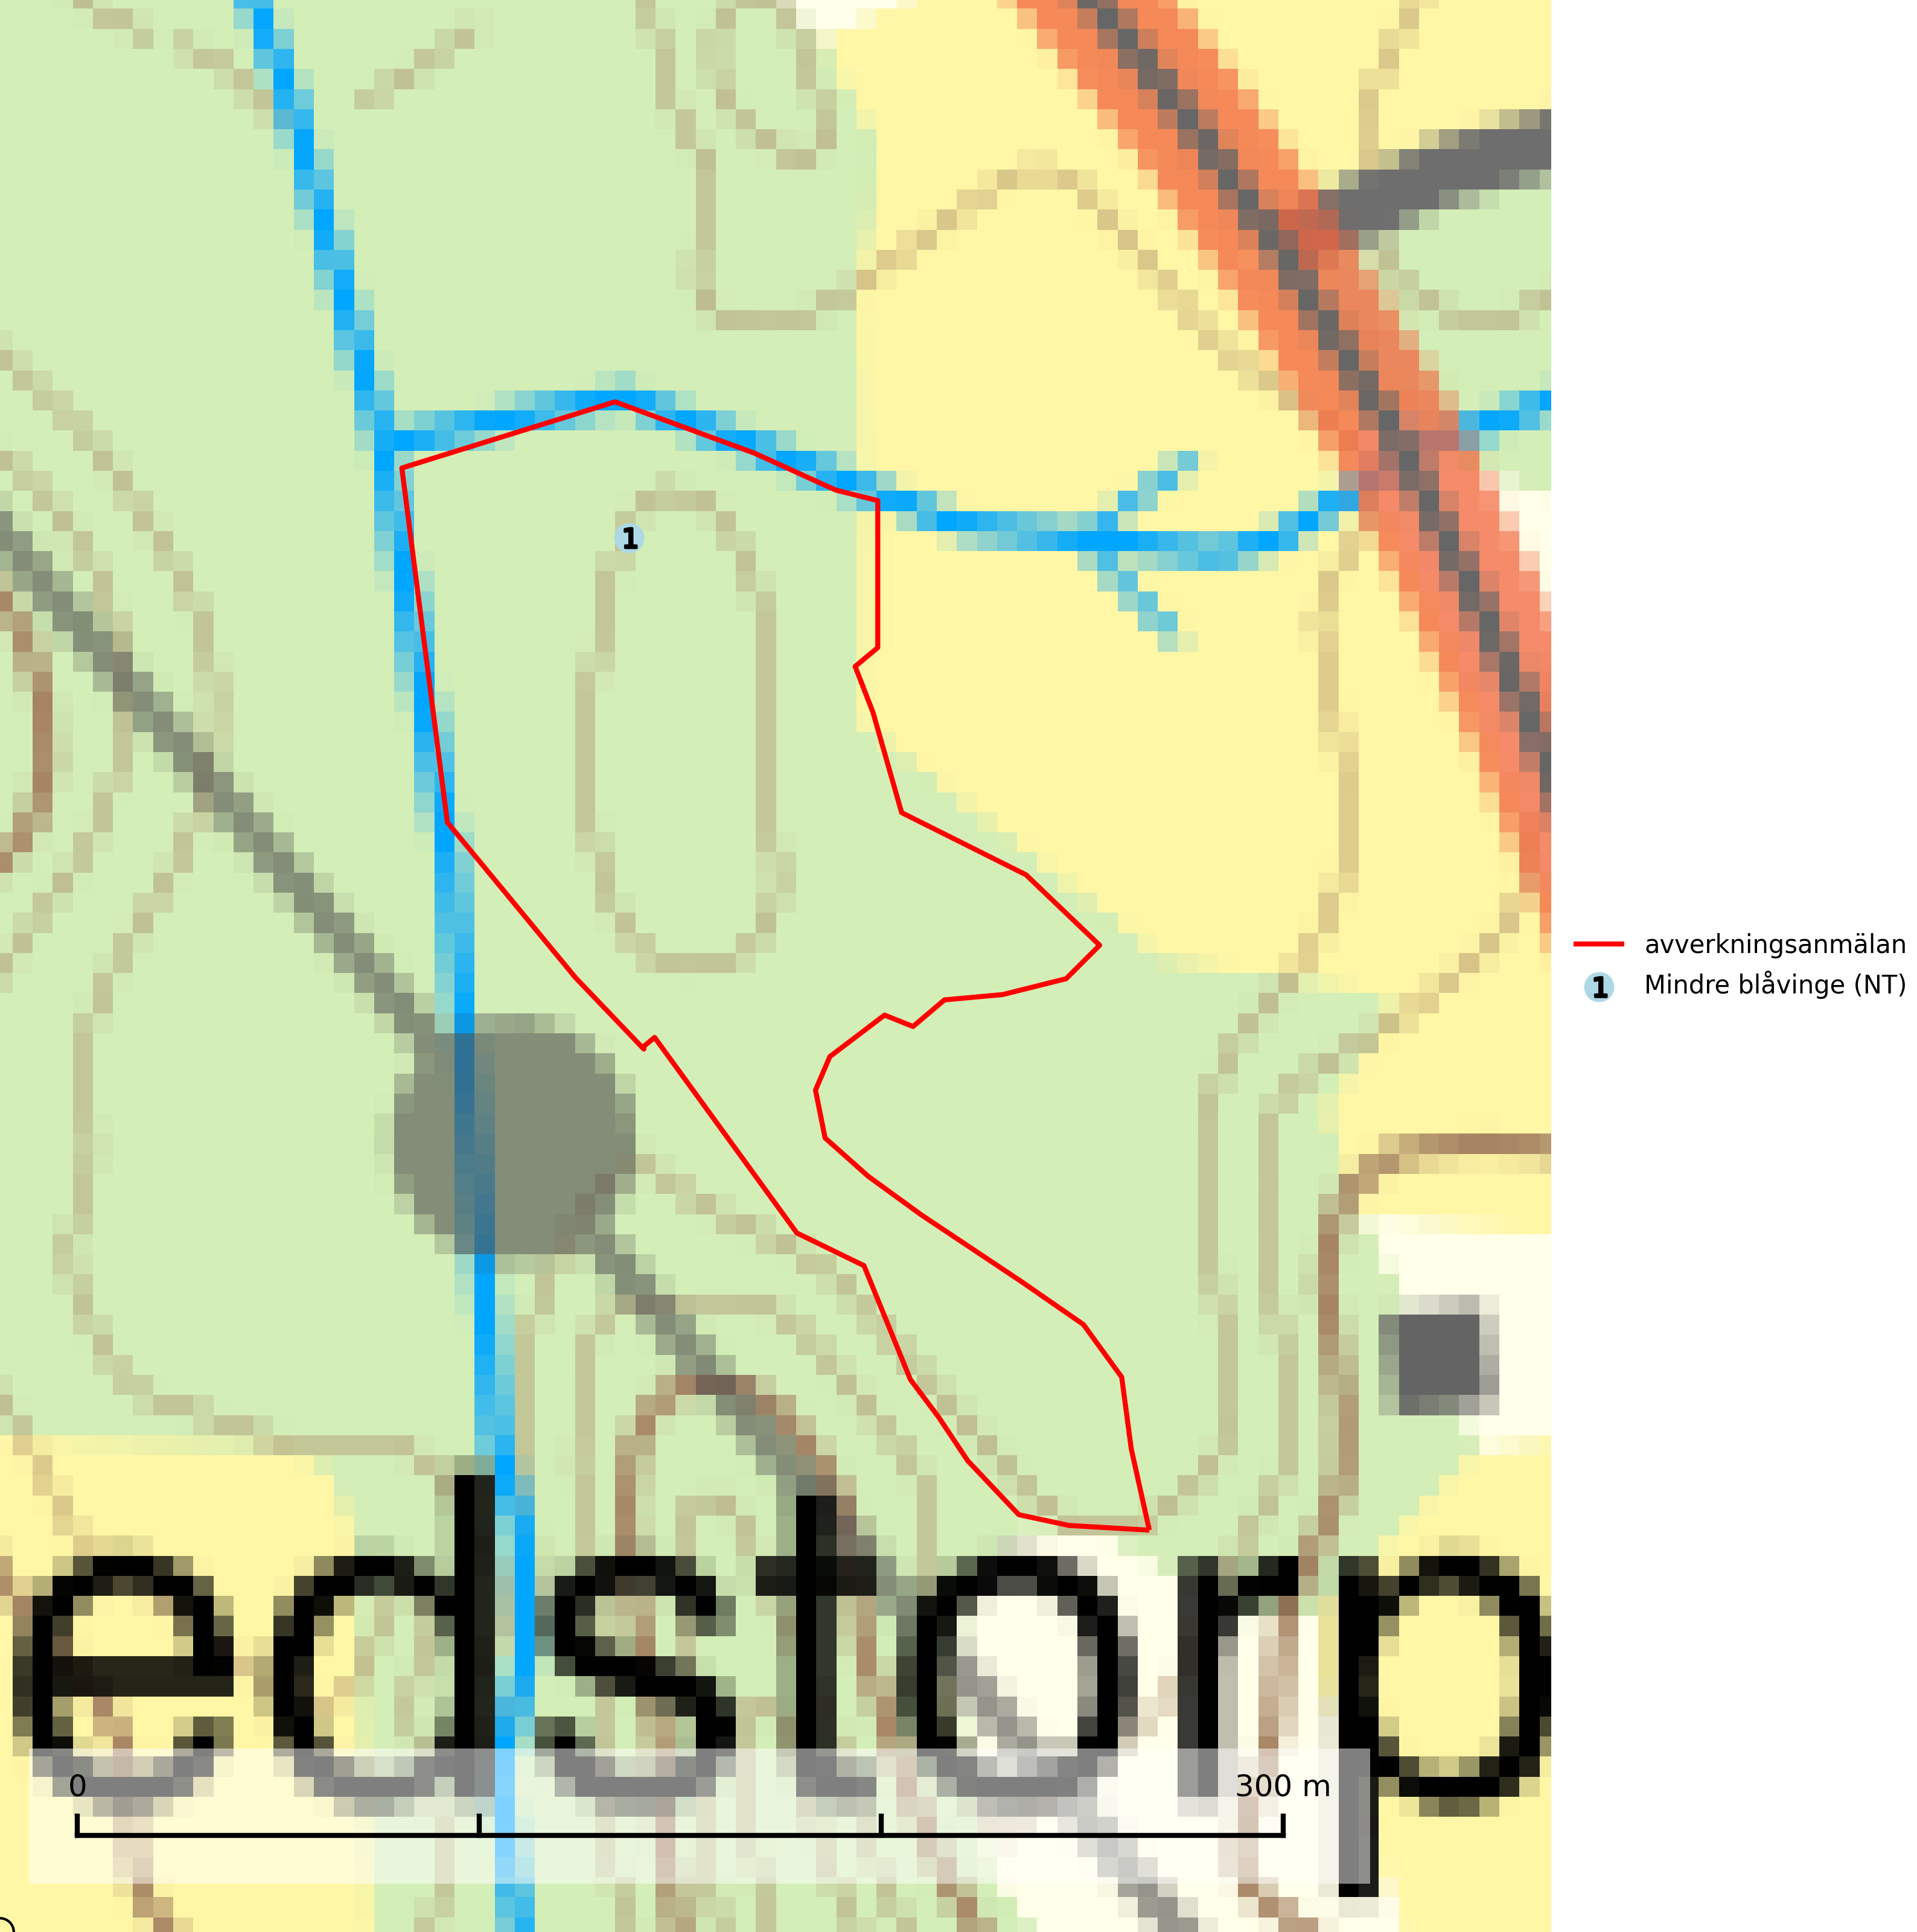 1
edstorp
0 300 m
avverkningsanmälan
1 Mindre blåvinge (NT)